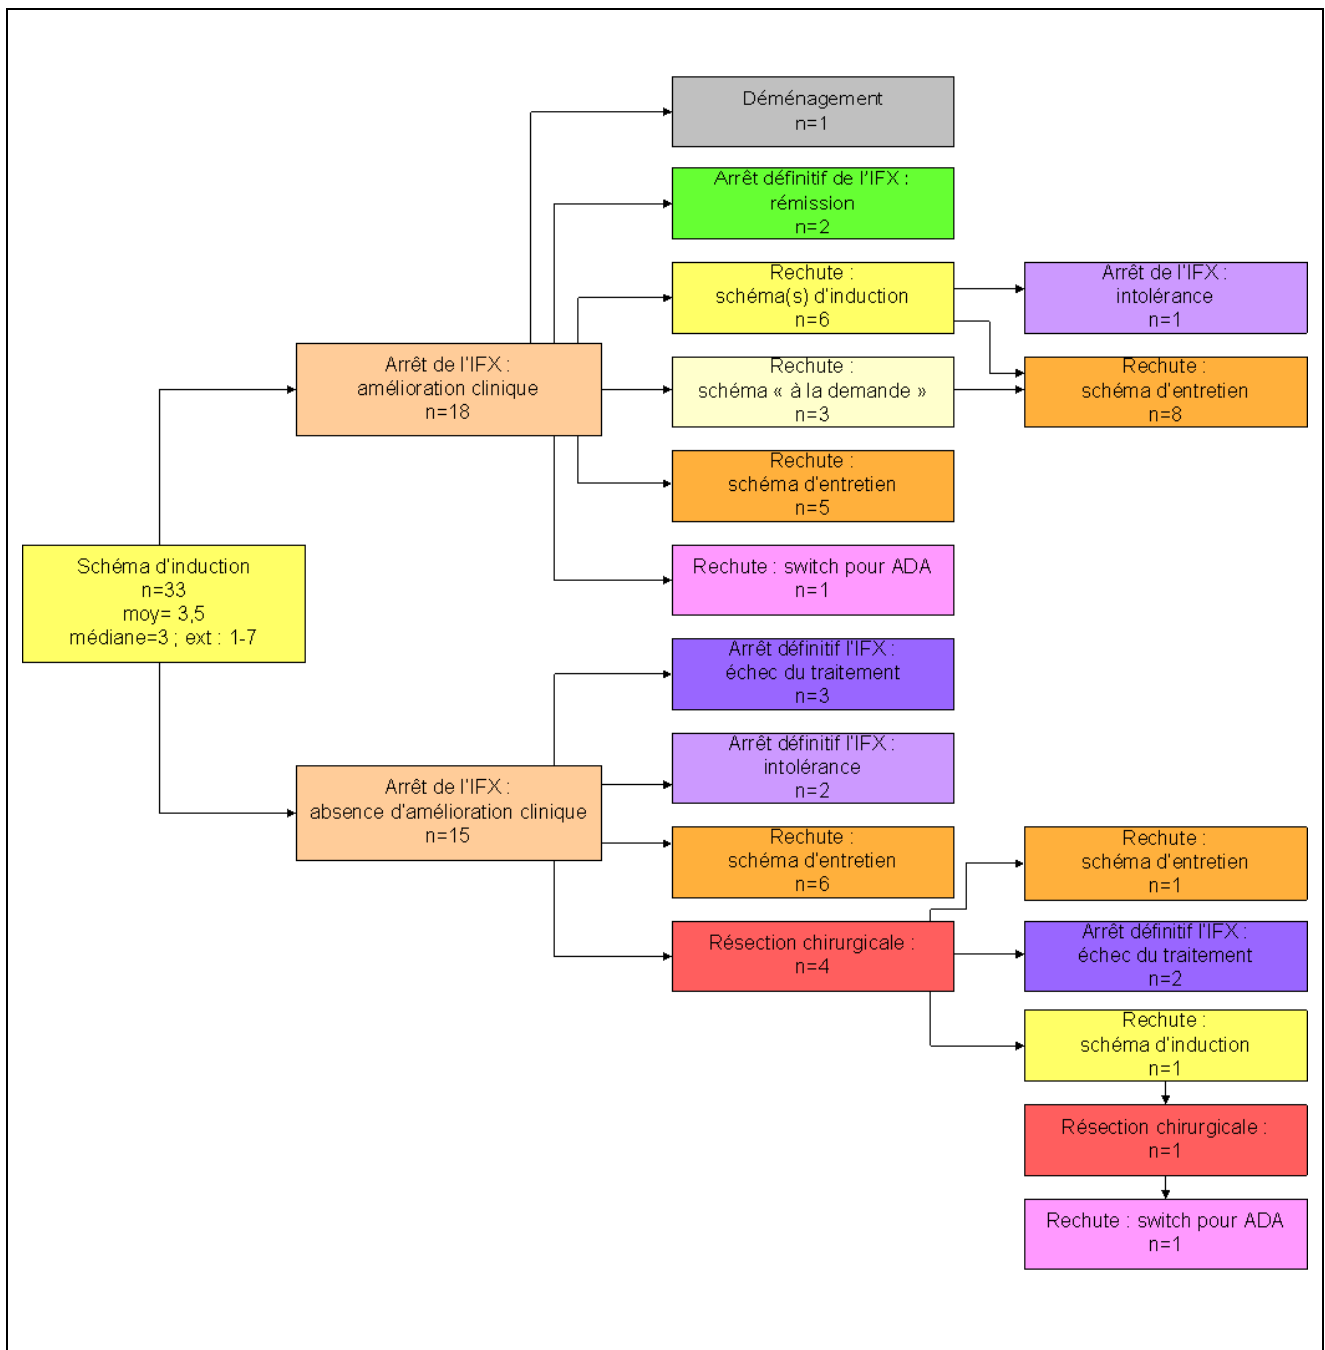 Déménagement
n=1
Arrêt définitif de l'IFX :
rémission
n=2
Rechute :
schéma(s) d'induction
n=6
Arrêt de l'IFX :
intolérance
n=1
Arrêt de l'IFX :
amélioration clinique
n=18
Rechute :
schéma « à la demande »
n=3
Rechute :
schéma d'entretien
n=8
Rechute :
schéma d'entretien
n=5
Schéma d'induction
n=33
moy= 3,5
médiane=3 ; ext : 1-7
Rechute : switch pour ADA
n=1
Arrêt définitif l'IFX :
échec du traitement
n=3
Arrêt définitif l'IFX :
intolérance
n=2
Arrêt de l'IFX :
absence d'amélioration clinique
n=15
Rechute :
schéma d'entretien
n=6
Rechute :
schéma d'entretien
n=1
Résection chirurgicale :
n=4
Arrêt définitif l'IFX :
échec du traitement
n=2
Rechute :
schéma d'induction
n=1
Résection chirurgicale :
n=1
Rechute : switch pour ADA
n=1